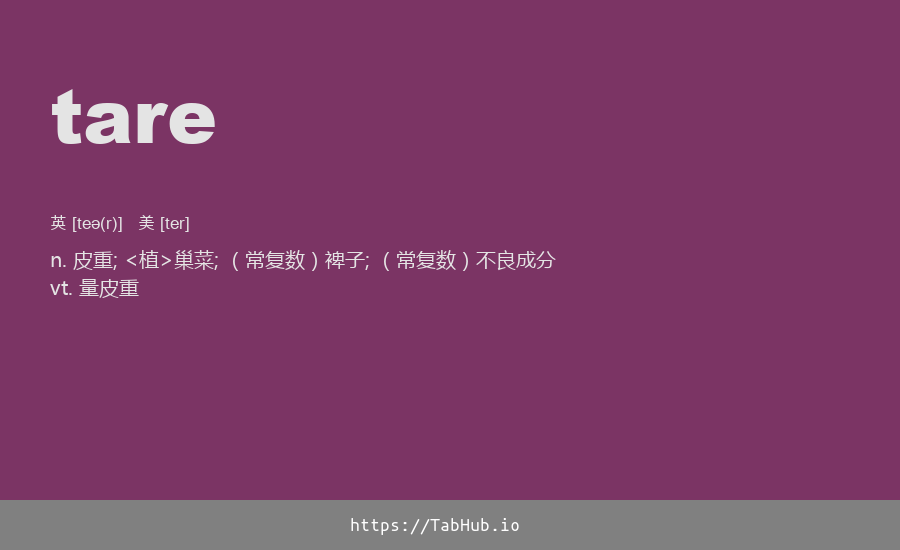 tare
英 [teə(r)] 美 [ter]
n. 皮重; <植>巢菜; （常复数）裨子; （常复数）不良成分
vt. 量皮重
https://TabHub.io